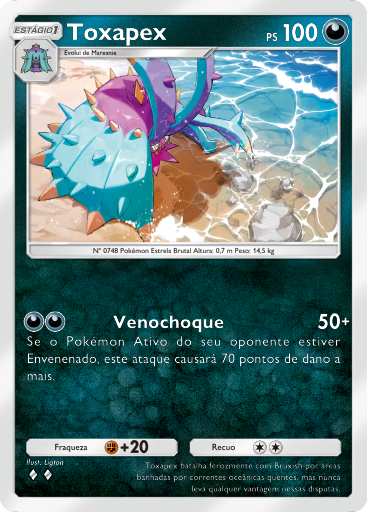 ESTÁGIO 1
Toxapex
PS 100
Evolui de Mareanie
N° 0748 Pokémon Estrela Brutal Altura: 0,7 m Peso: 14,5 kg
Venochoque 50+
Se o Pokémon Ativo do seu oponente estiver
Envenenado, este ataque causará 70 pontos de dano a
mais.
Fraqueza +20
Recuo
Ilust. Ligton
Toxapex batalha ferozmente com Bruxish por áreas
banhadas por correntes oceânicas quentes, mas nunca
leva qualquer vantagem nessas disputas.